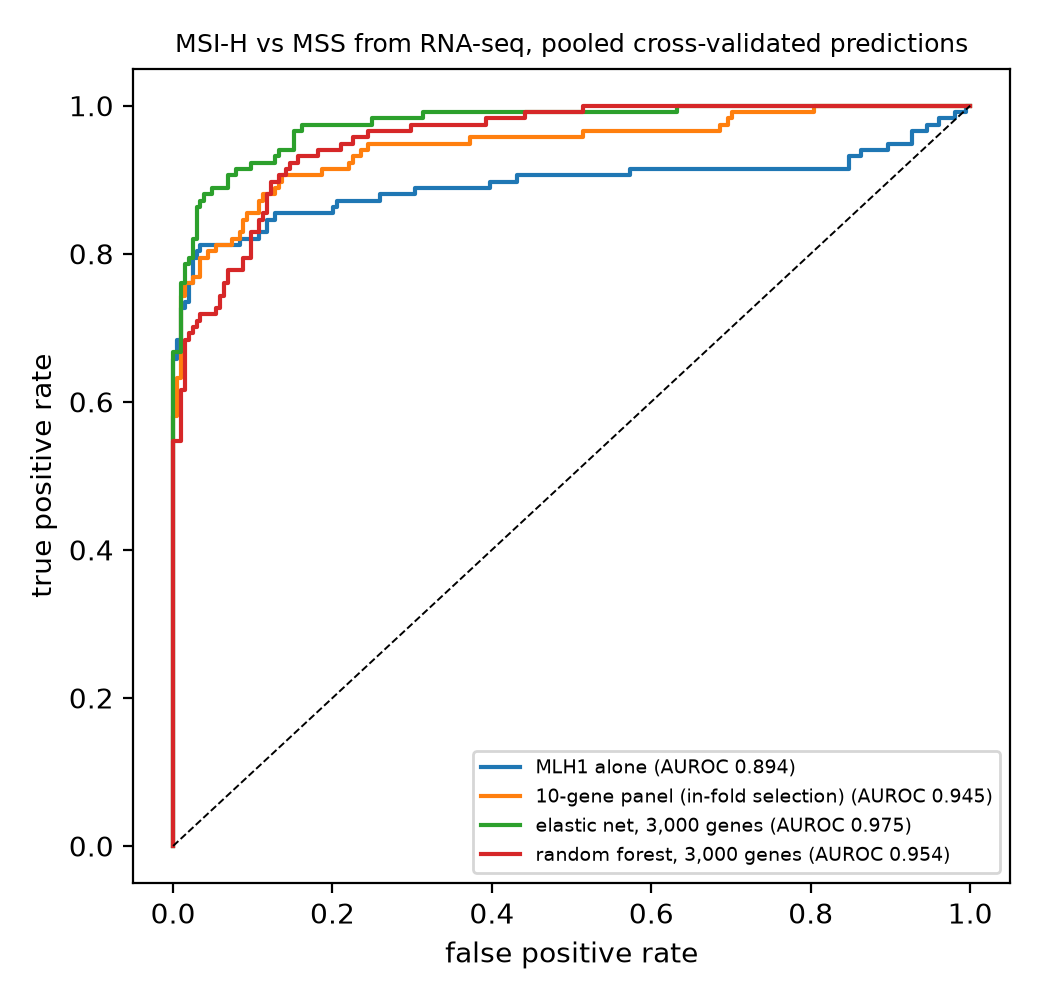 MSI-H vs MSS from RNA-seq, pooled cross-validated predictions
true positive rate
1.0
0.8
0.6
0.4
0.2
0.0
MLH1 alone (AUROC 0.894)
10-gene panel (in-fold selection) (AUROC 0.945)
elastic net, 3,000 genes (AUROC 0.975)
random forest, 3,000 genes (AUROC 0.954)
0.0 0.2 0.4 0.6 0.8 1.0
false positive rate